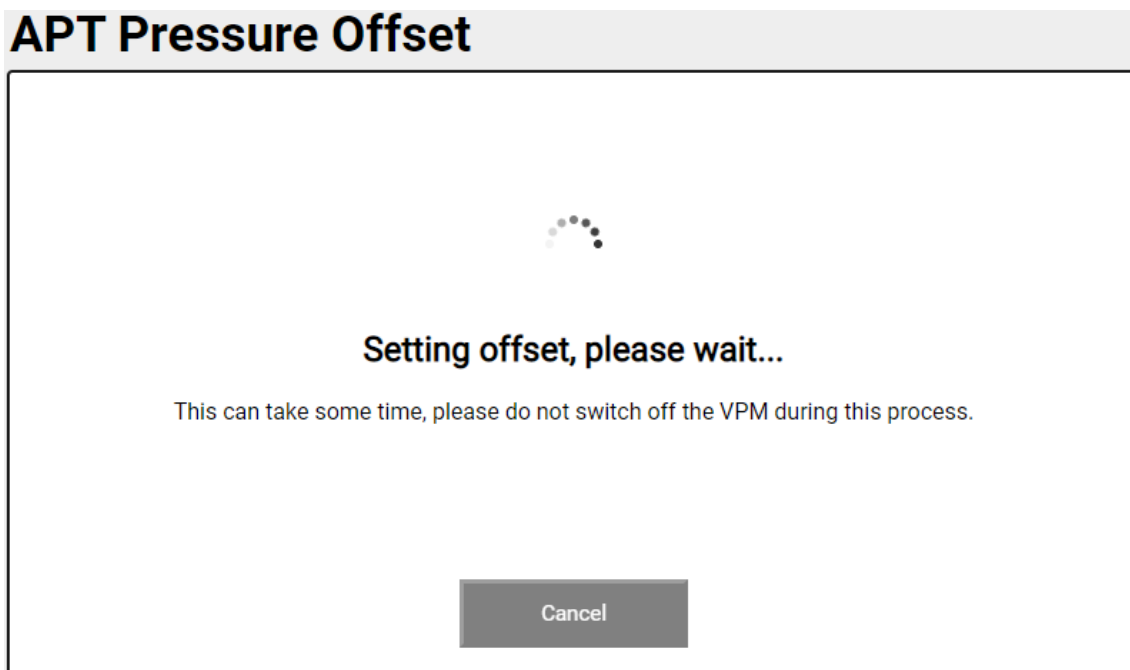 APT Pressure Offset
Setting offset, please wait...
This can take some time, please do not switch off the VPM during this process.
Cancel